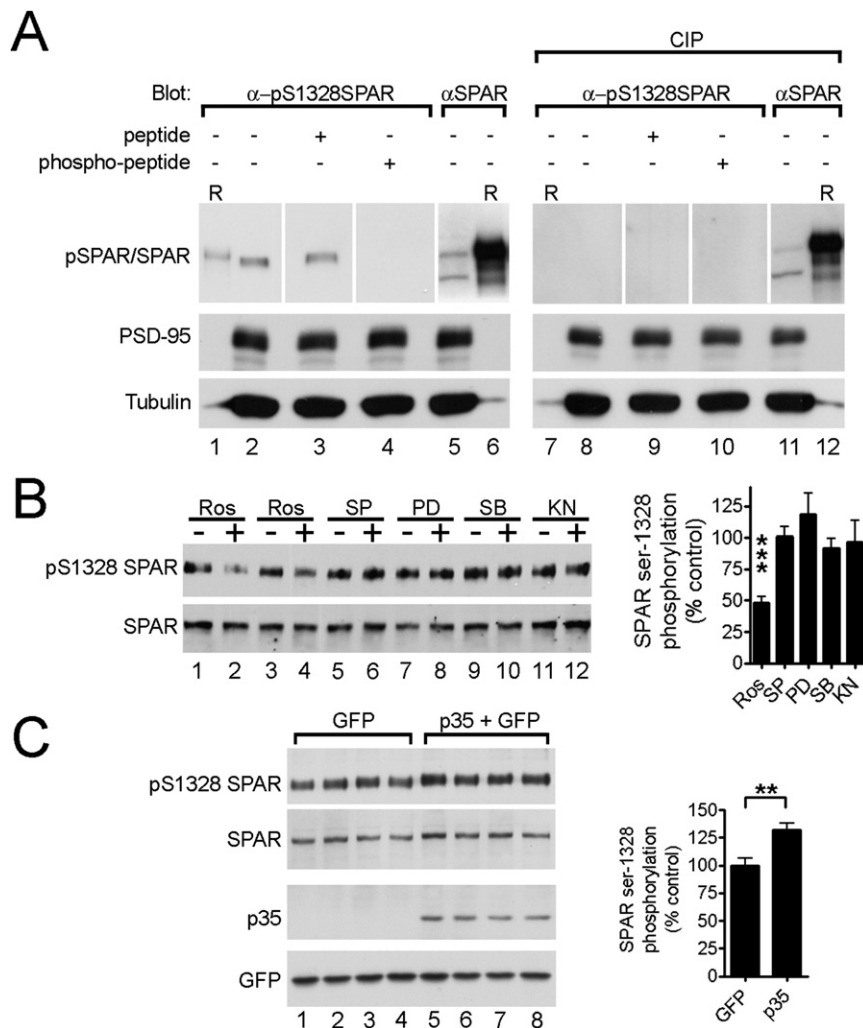 A
CIP
Blot: α–pS1328SPAR αSPAR α–pS1328SPAR αSPAR
peptide - - + - - - - - + - - -
phospho-peptide - - - + - - - - - + - -
R R R R
pSPAR/SPAR
PSD-95
Tubulin
1 2 3 4 5 6 7 8 9 10 11 12
B
Ros Ros SP PD SB KN
- + - + - + - + - + - +
pS1328 SPAR
SPAR
1 2 3 4 5 6 7 8 9 10 11 12
SPAR ser-1328
phosphorylation
(% control)
125
100
75
50
25
0
***
Ros SP PD SB KN
C
GFP p35 + GFP
pS1328 SPAR
SPAR
p35
GFP
1 2 3 4 5 6 7 8
SPAR ser-1328
phosphorylation
(% control)
150
125
100
75
50
25
0
**
GFP p35